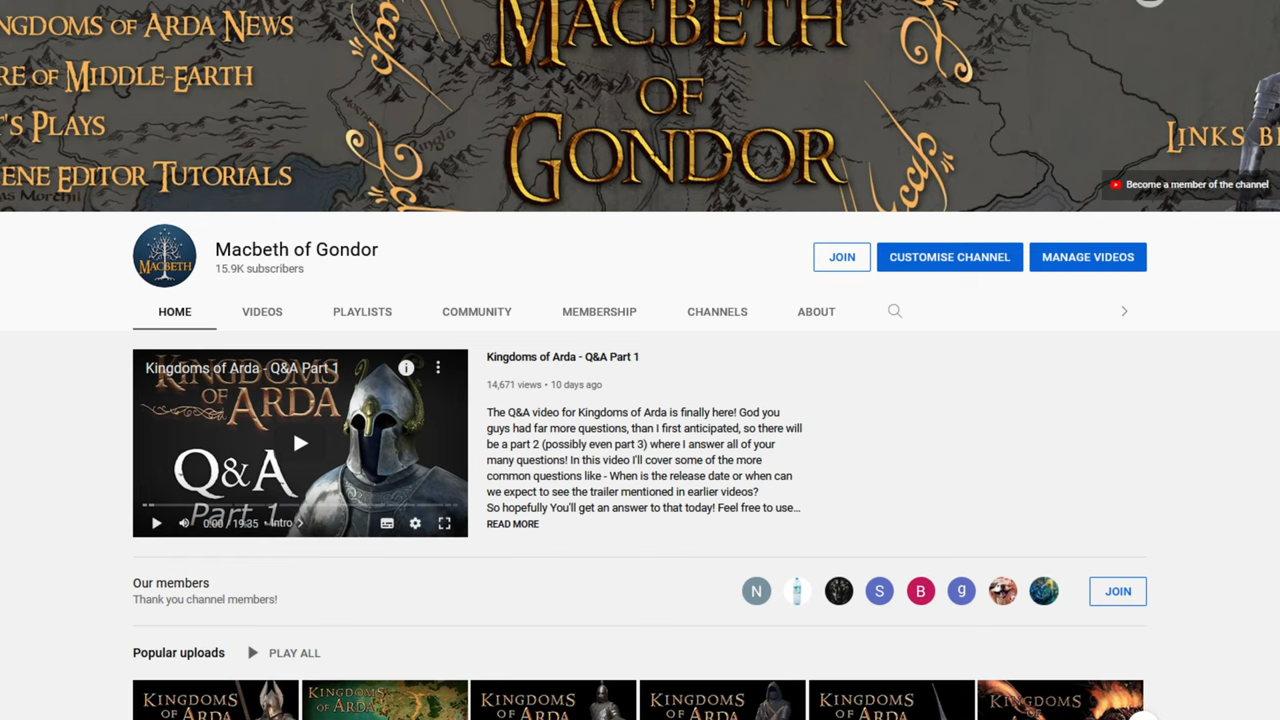 NGDOMS OF ARDA NEWS
RE OF MIDDLE-EARTH
T'S PLAYS
ENE EDITOR TUTORIALS
MACBETH
OF
GONDOR
LINKS BE
Become a member of the channel
MACBETH
Macbeth of Gondor
15.9K subscribers
JOIN
CUSTOMISE CHANNEL
MANAGE VIDEOS
HOME
VIDEOS
PLAYLISTS
COMMUNITY
MEMBERSHIP
CHANNELS
ABOUT
Kingdoms of Arda - Q&A Part 1
KINGDOMS
OF ARDA
Q&A
Part 1
0:00 / 19:35 • Intro
Kingdoms of Arda - Q&A Part 1
14,671 views • 10 days ago
The Q&A video for Kingdoms of Arda is finally here! God you
guys had far more questions, than I first anticipated, so there will
be a part 2 (possibly even part 3) where I answer all of your
many questions! In this video I'll cover some of the more
common questions like - When is the release date or when can
we expect to see the trailer mentioned in earlier videos?
So hopefully You'll get an answer to that today! Feel free to use...
READ MORE
Our members
Thank you channel members!
N
S
B
g
JOIN
Popular uploads
PLAY ALL
KINGDOMS
OF ARDA
KINGDOMS
OF ARDA
KINGDOMS
OF ARDA
KINGDOMS
OF ARDA
KINGDOMS
OF ARDA
KINGDOMS
OF ARDA